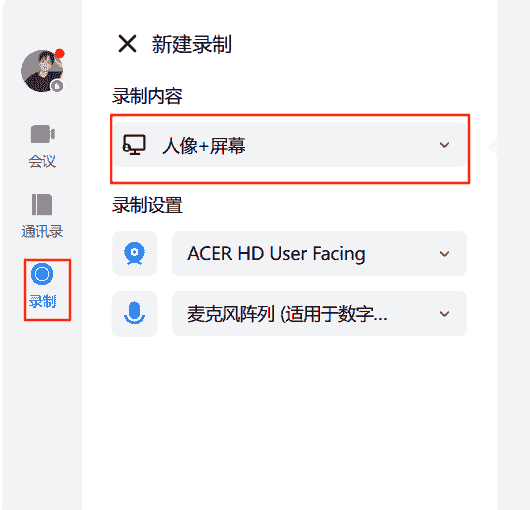 新建录制
录制内容
人像+屏幕
录制设置
ACER HD User Facing
麦克风阵列 (适用于数字...
会议
通讯录
录制